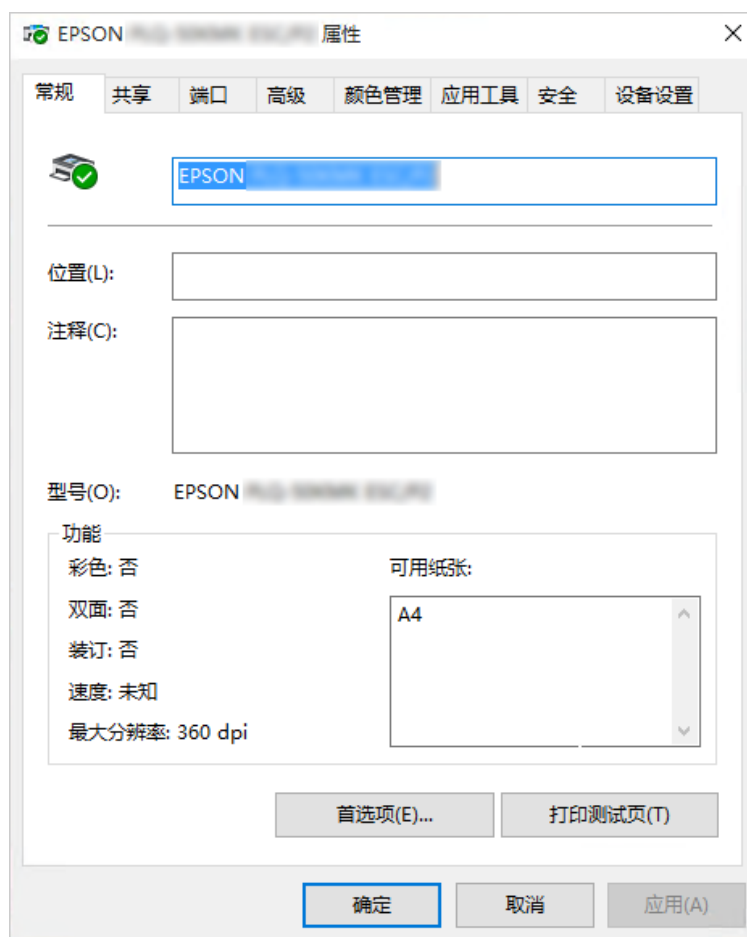 EPSON 属性
常规 共享 端口 高级 颜色管理 应用工具 安全 设备设置
EPSON
位置(L):
注释(C):
型号(O): EPSON
功能
彩色: 否
可用纸张:
双面: 否
A4
装订: 否
速度: 未知
最大分辨率: 360 dpi
首选项(E)... 打印测试页(T)
确定 取消 应用(A)